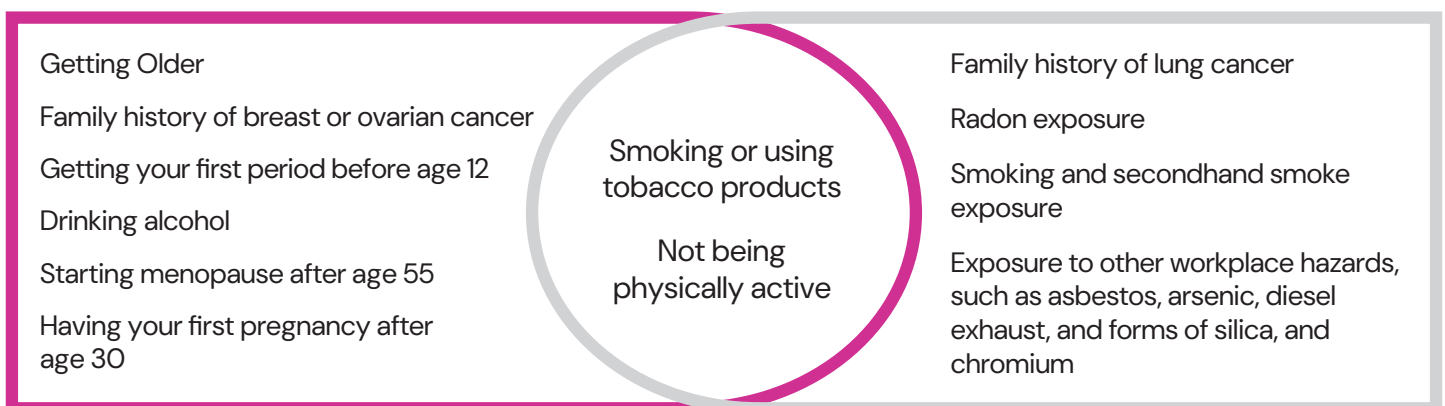 Getting Older
Family history of breast or ovarian cancer
Getting your first period before age 12
Drinking alcohol
Starting menopause after age 55
Having your first pregnancy after
age 30
Smoking or using
tobacco products
Not being
physically active
Family history of lung cancer
Radon exposure
Smoking and secondhand smoke
exposure
Exposure to other workplace hazards,
such as asbestos, arsenic, diesel
exhaust, and forms of silica, and
chromium